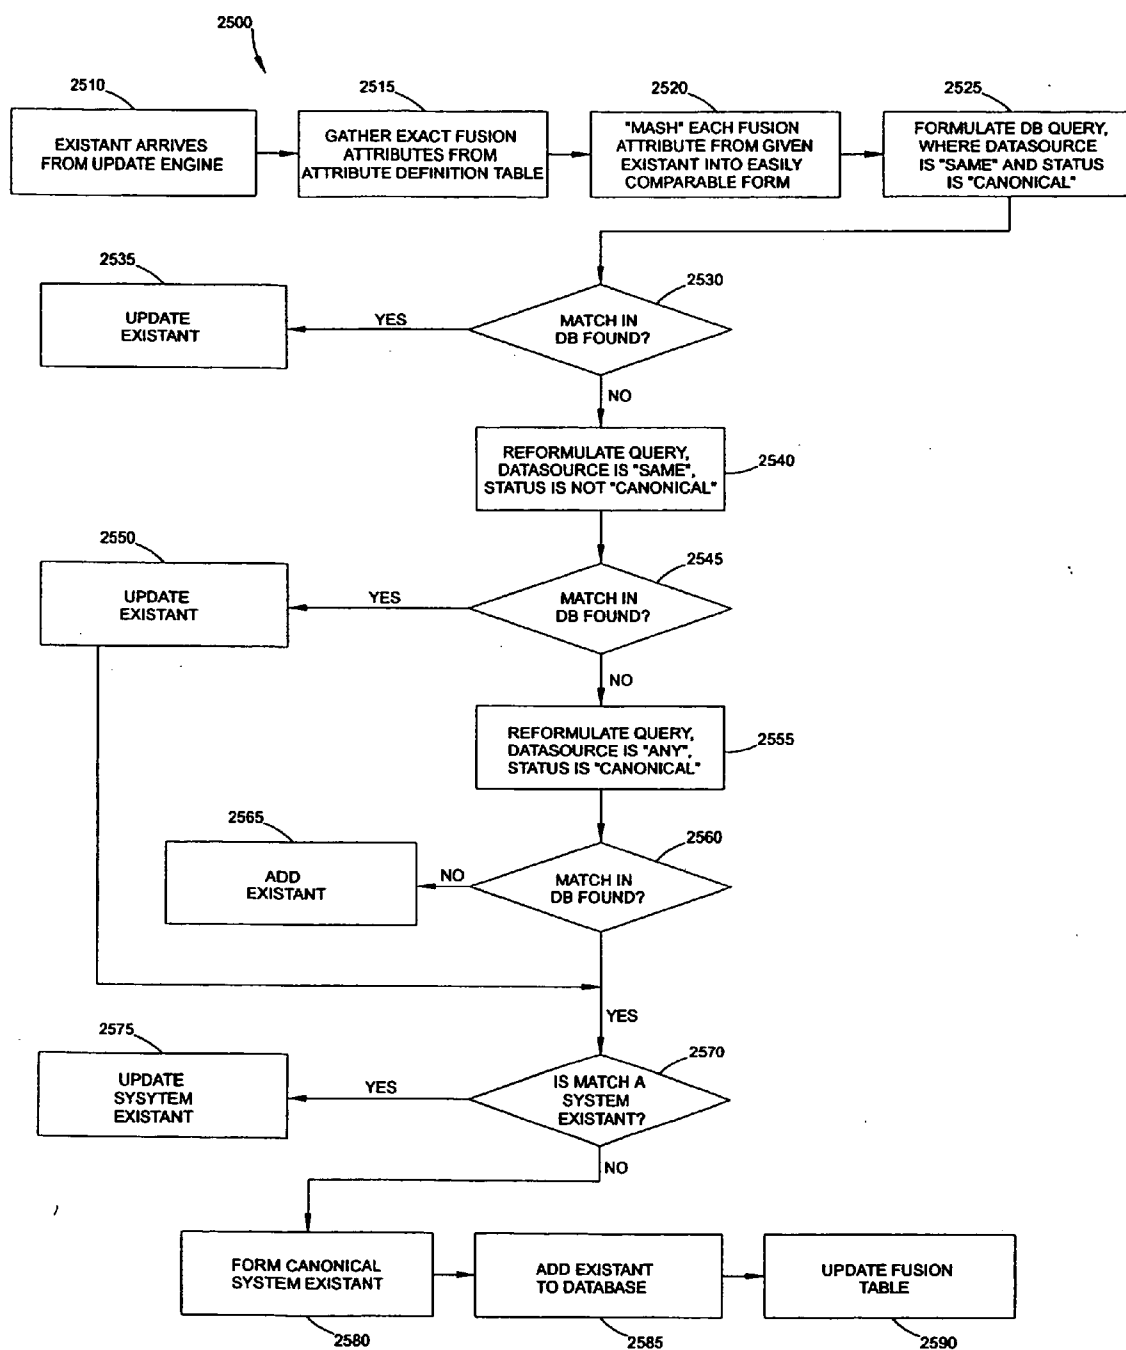 2500
2510
EXISTANT ARRIVES
FROM UPDATE ENGINE
2515
GATHER EXACT FUSION
ATTRIBUTES FROM
ATTRIBUTE DEFINITION TABLE
2520
"MASH" EACH FUSION
ATTRIBUTE FROM GIVEN
EXISTANT INTO EASILY
COMPARABLE FORM
2525
FORMULATE DB QUERY,
WHERE DATASOURCE
IS "SAME" AND STATUS
IS "CANONICAL"
2535
UPDATE
EXISTANT
YES
2530
MATCH IN
DB FOUND?
NO
REFORMULATE QUERY,
DATASOURCE IS "SAME",
STATUS IS NOT "CANONICAL"
2540
2550
UPDATE
EXISTANT
YES
2545
MATCH IN
DB FOUND?
NO
REFORMULATE QUERY,
DATASOURCE IS "ANY",
STATUS IS "CANONICAL"
2555
2565
ADD
EXISTANT
NO
2560
MATCH IN
DB FOUND?
YES
2575
UPDATE
SYSYTEM
EXISTANT
YES
2570
IS MATCH A
SYSTEM
EXISTANT?
NO
FORM CANONICAL
SYSTEM EXISTANT
2580
ADD EXISTANT
TO DATABASE
2585
UPDATE FUSION
TABLE
2590